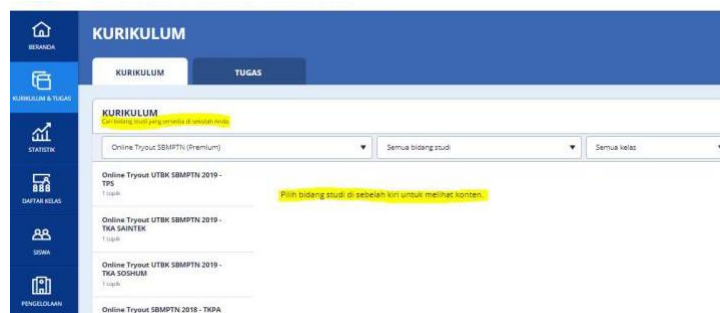 KURIKULUM
BERANDA
KURIKULUM & TUGAS
STATISTIK
DAFTAR KELAS
SISWA
PENGELOLAAN
KURIKULUM
TUGAS
KURIKULUM
Cari bidang studi yang tersedia di sekolah Anda
Online Tryout SBMPTN (Premium)
Semua bidang studi
Semua kelas
Online Tryout UTBK SBMPTN 2019 -
TPS
1 topik
Pilih bidang studi di sebelah kiri untuk melihat konten.
Online Tryout UTBK SBMPTN 2019 -
TKA SAINTEK
1 topik
Online Tryout UTBK SBMPTN 2019 -
TKA SOSHUM
1 topik
Online Tryout SBMPTN 2018 - TKPA